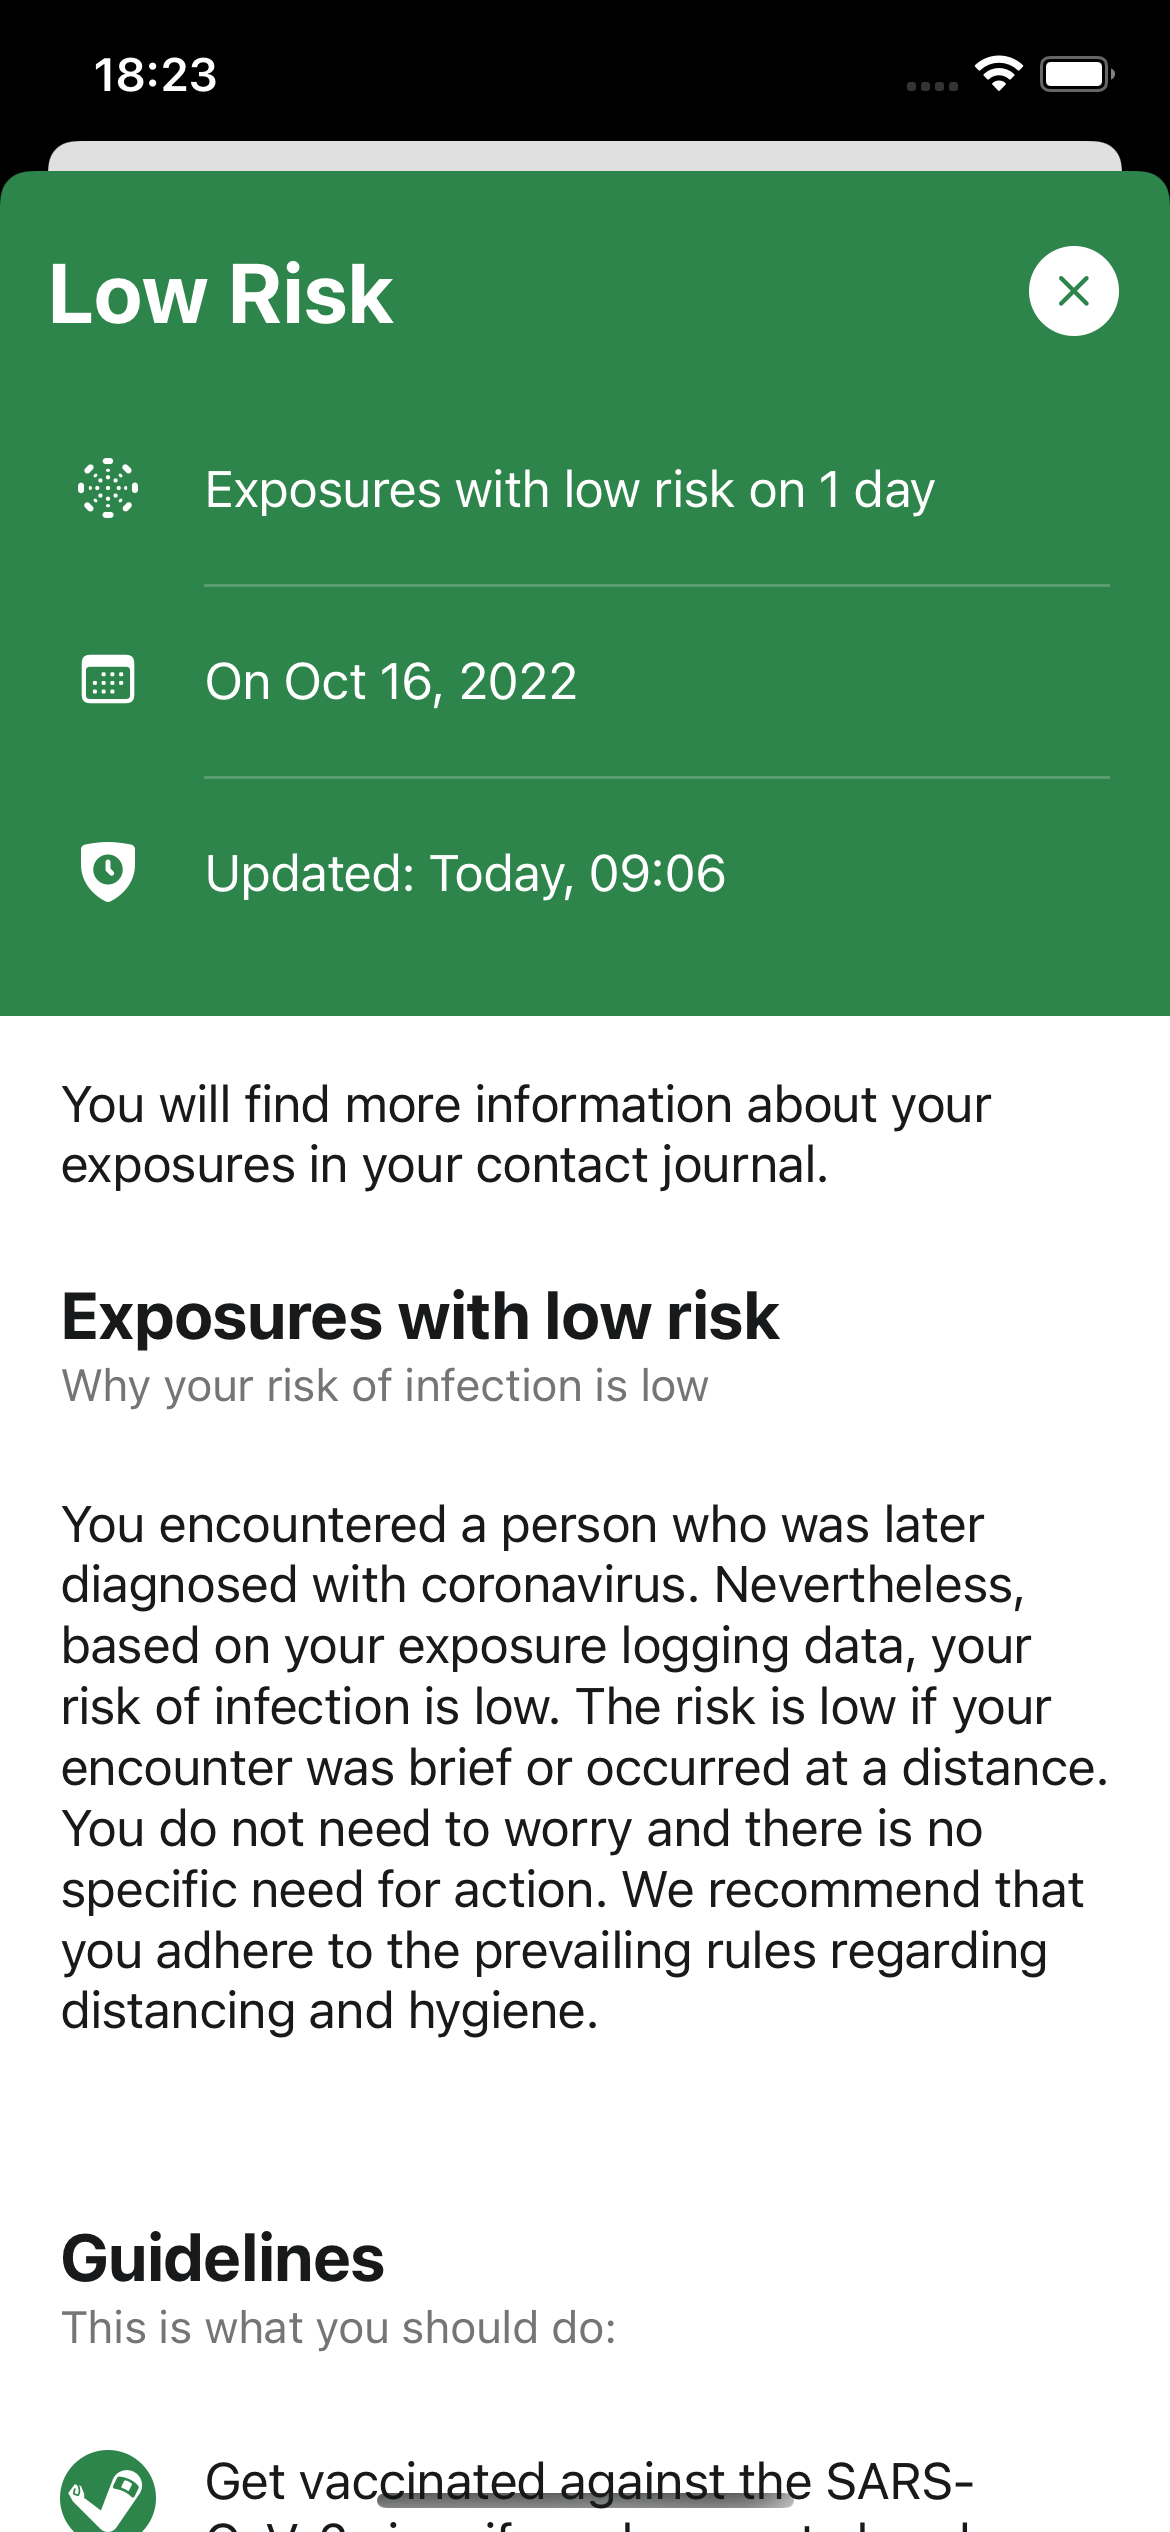 18:23
Low Risk
Exposures with low risk on 1 day
On Oct 16, 2022
Updated: Today, 09:06
You will find more information about your
exposures in your contact journal.
Exposures with low risk
Why your risk of infection is low
You encountered a person who was later
diagnosed with coronavirus. Nevertheless,
based on your exposure logging data, your
risk of infection is low. The risk is low if your
encounter was brief or occurred at a distance.
You do not need to worry and there is no
specific need for action. We recommend that
you adhere to the prevailing rules regarding
distancing and hygiene.
Guidelines
This is what you should do:
Get vaccinated against the SARS-